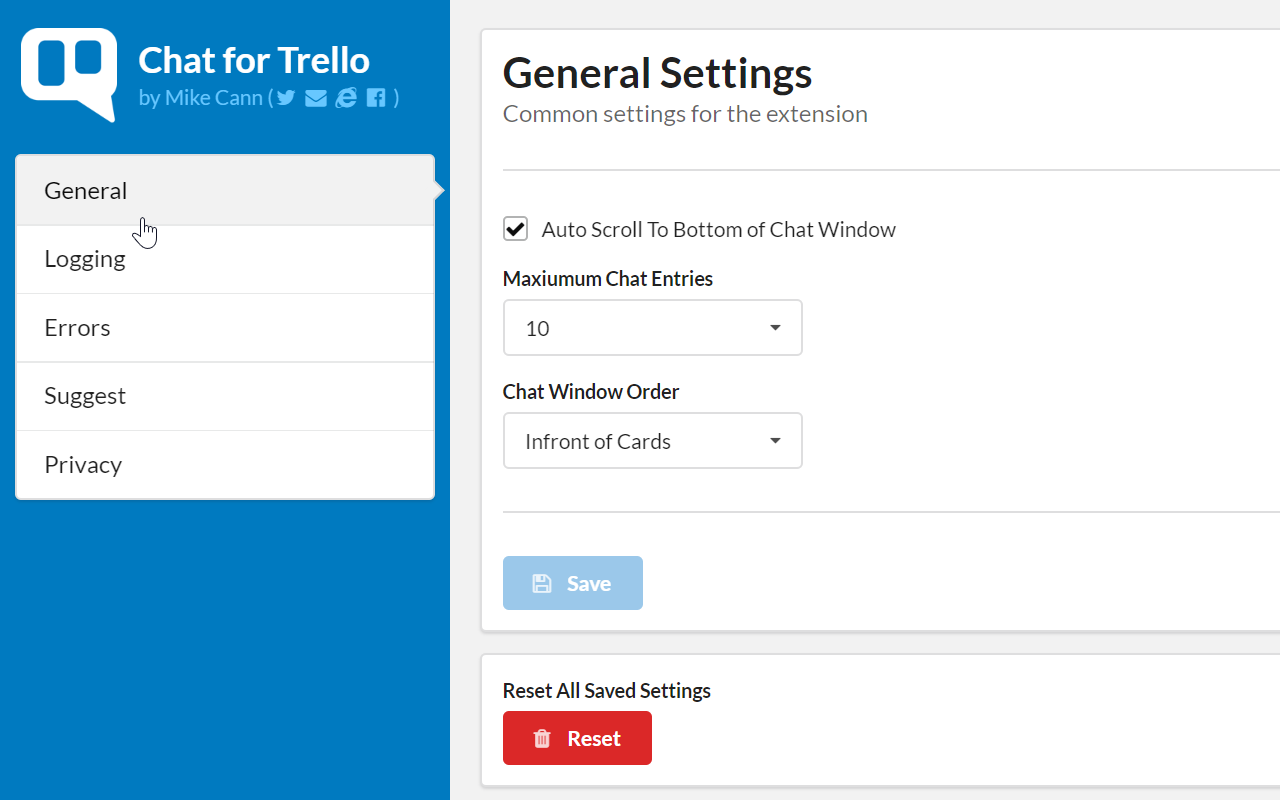 Chat for Trello
by Mike Cann ( )
General
Logging
Errors
Suggest
Privacy
General Settings
Common settings for the extension
Auto Scroll To Bottom of Chat Window
Maxiumum Chat Entries
10
Chat Window Order
Infront of Cards
Save
Reset All Saved Settings
Reset